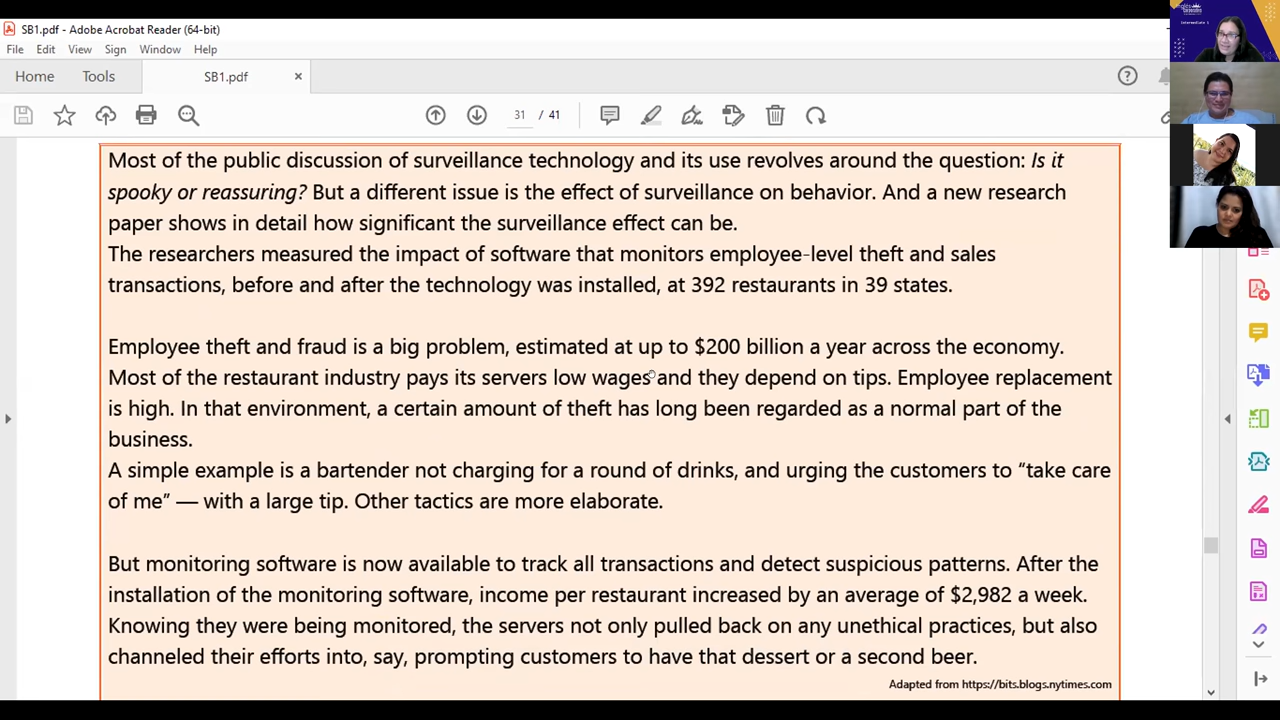 SB1.pdf - Adobe Acrobat Reader (64-bit)
File Edit View Sign Window Help
Home Tools SB1.pdf ×
31 / 41
Most of the public discussion of surveillance technology and its use revolves around the question: Is it
spooky or reassuring? But a different issue is the effect of surveillance on behavior. And a new research
paper shows in detail how significant the surveillance effect can be.
The researchers measured the impact of software that monitors employee-level theft and sales
transactions, before and after the technology was installed, at 392 restaurants in 39 states.
Employee theft and fraud is a big problem, estimated at up to $200 billion a year across the economy.
Most of the restaurant industry pays its servers low wages and they depend on tips. Employee replacement
is high. In that environment, a certain amount of theft has long been regarded as a normal part of the
business.
A simple example is a bartender not charging for a round of drinks, and urging the customers to “take care
of me” — with a large tip. Other tactics are more elaborate.
But monitoring software is now available to track all transactions and detect suspicious patterns. After the
installation of the monitoring software, income per restaurant increased by an average of $2,982 a week.
Knowing they were being monitored, the servers not only pulled back on any unethical practices, but also
channeled their efforts into, say, prompting customers to have that dessert or a second beer.
Adapted from https://bits.blogs.nytimes.com